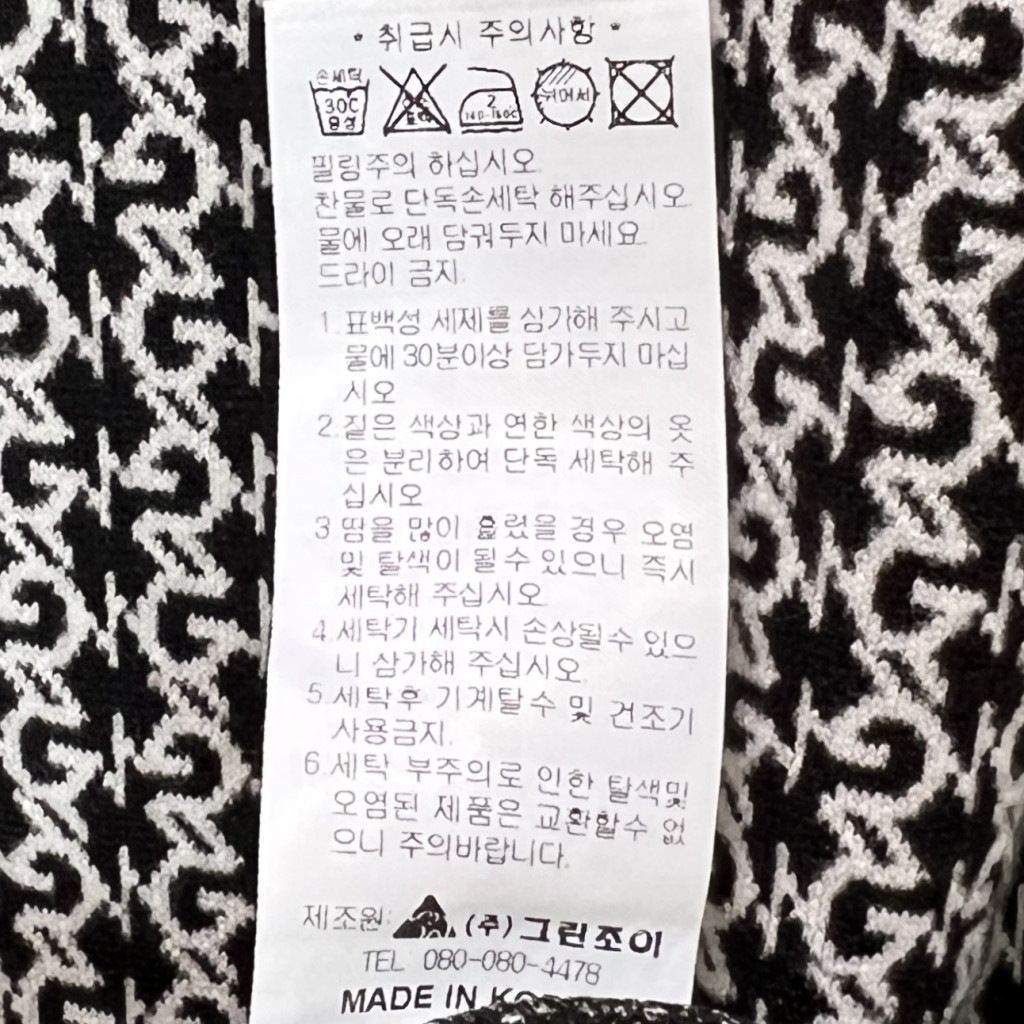 • 취급시 주의사항 •
손세탁
30C
중성
2
140-160c
뉘어서
필링주의 하십시오
찬물로 단독손세탁 해주십시오
물에 오래 담궈두지 마세요
드라이 금지.
1.표백성 세제를 삼가해 주시고
물에 30분이상 담가두지 마십
시오
2.짙은 색상과 연한 색상의 옷
은 분리하여 단독 세탁해 주
십시오
3 땀을 많이 흘렸을 경우 오염
및 탈색이 될수 있으니 즉시
세탁해 주십시오
4.세탁기 세탁시 손상될수 있으
니 삼가해 주십시오
5.세탁후 기계탈수 및 건조기
사용금지.
6.세탁 부주의로 인한 탈색및
오염된 제품은 교환할수 없
으니 주의바랍니다.
제조원: (주)그린조이
TEL 080-080-4478
MADE IN